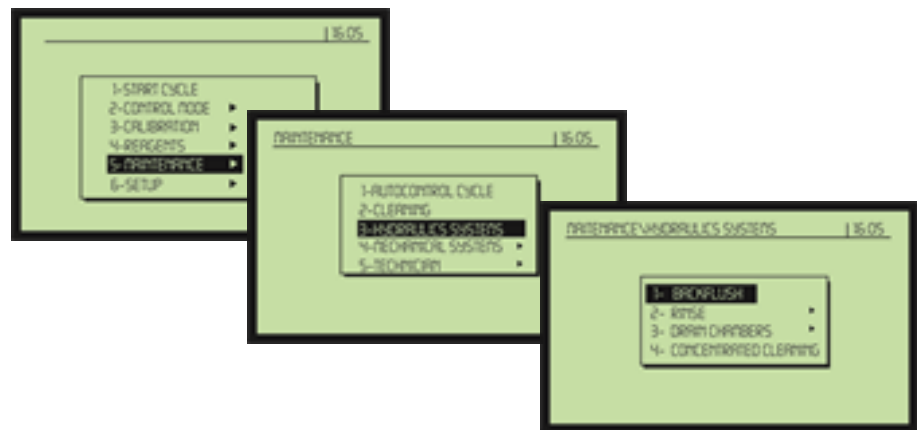 16:05
1-START CYCLE
2-CONTROL MODE
3-CALIBRATION
4-REAGENTS
5-MAINTENANCE
6-SETUP
MAINTENANCE 16:05
1-AUTOCONTROL CYCLE
2-CLEANING
3-HYDRAULICS SYSTEMS
4-MECHANICAL SYSTEMS
5-TECHNICIAN
MAITENANCE\HYDRAULICS SYSTEMS 16:05
1- BACKFLUSH
2- RINSE
3- DRAIN CHAMBERS
4- CONCENTRATED CLEANING